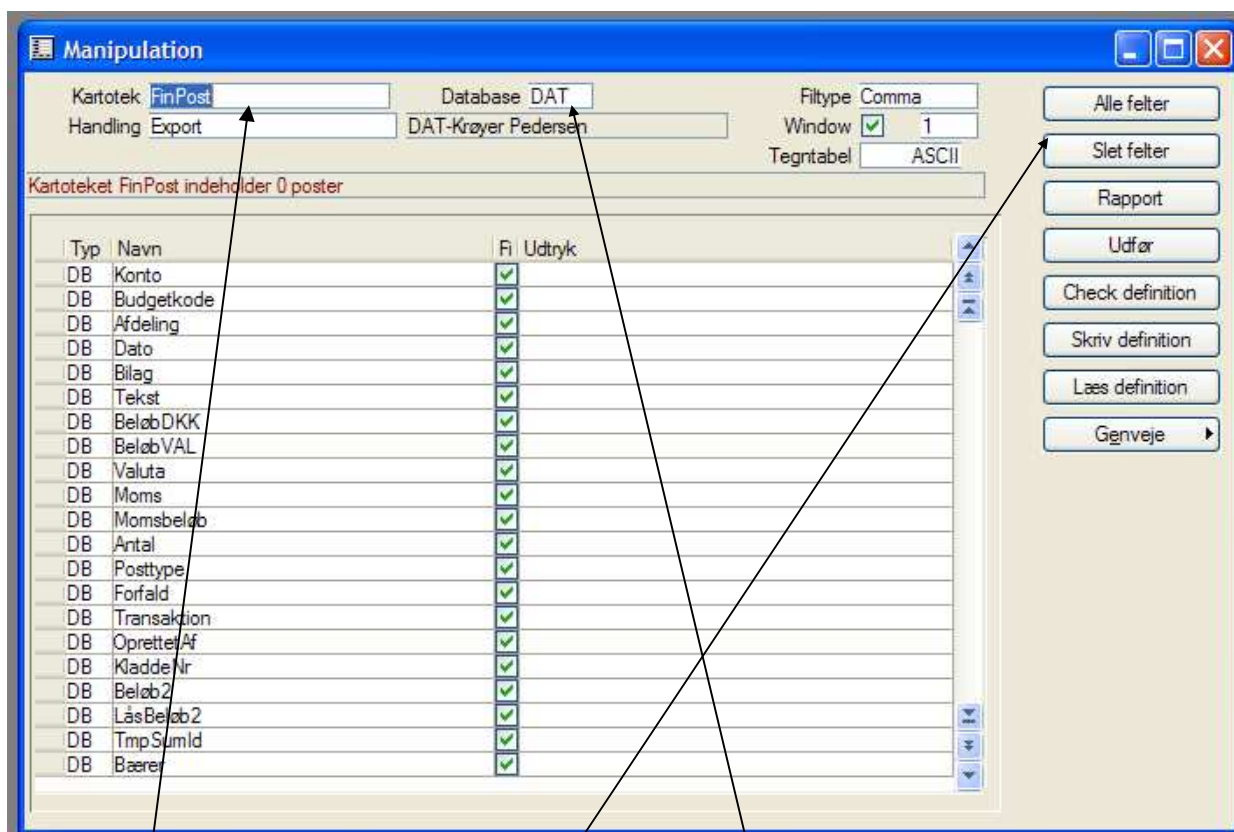 Manipulation
Kartotek FinPost Database DAT Filtype Comma
Handling Export DAT-Krøyer Pedersen Window 1
Tegntabel ASCII
Kartoteket FinPost indeholder 0 poster
Typ Navn Fi Udtryk
DB Konto
DB Budgetkode
DB Afdeling
DB Dato
DB Bilag
DB Tekst
DB BeløbDKK
DB BeløbVAL
DB Valuta
DB Moms
DB Momsbeløb
DB Antal
DB Posttype
DB Forfald
DB Transaktion
DB OprettetAf
DB KladdeNr
DB Beløb2
DB LåsBeløb2
DB TmpSumId
DB Bærer
Alle felter
Slet felter
Rapport
Udfør
Check definition
Skriv definition
Læs definition
Genveje